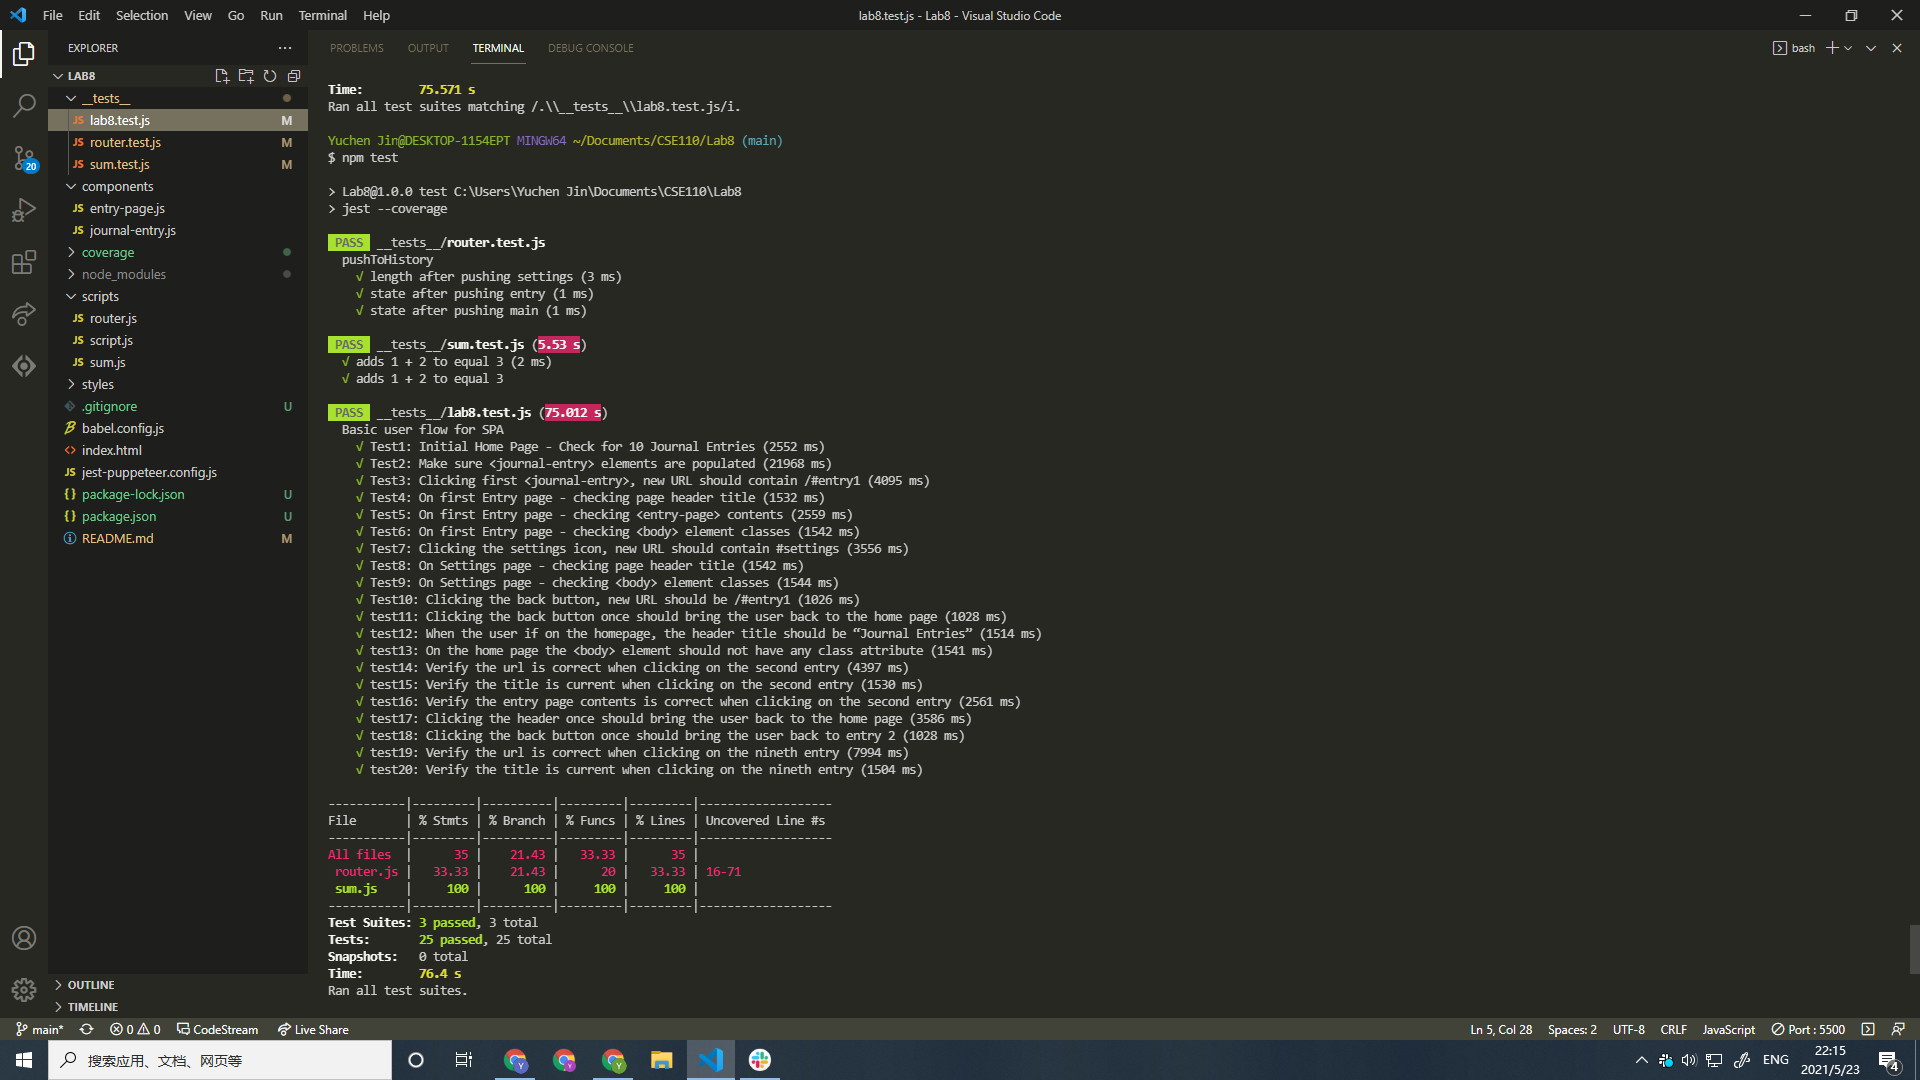 File Edit Selection View Go Run Terminal Help
lab8.test.js - Lab8 - Visual Studio Code
EXPLORER
LAB8
__tests__
JS lab8.test.js M
JS router.test.js M
JS sum.test.js M
components
JS entry-page.js
JS journal-entry.js
coverage
node_modules
scripts
JS router.js
JS script.js
JS sum.js
styles
.gitignore U
babel.config.js
index.html
JS jest-puppeteer.config.js
{} package-lock.json U
{} package.json U
README.md M
OUTLINE
TIMELINE
20
PROBLEMS OUTPUT TERMINAL DEBUG CONSOLE
bash
Time: 75.571 s
Ran all test suites matching /.\\__tests__\\lab8.test.js/i.
Yuchen Jin@DESKTOP-1154EPT MINGW64 ~/Documents/CSE110/Lab8 (main)
$ npm test
> Lab8@1.0.0 test C:\Users\Yuchen Jin\Documents\CSE110\Lab8
> jest --coverage
PASS __tests__/router.test.js
pushToHistory
√ length after pushing settings (3 ms)
√ state after pushing entry (1 ms)
√ state after pushing main (1 ms)
PASS __tests__/sum.test.js (5.53 s)
√ adds 1 + 2 to equal 3 (2 ms)
√ adds 1 + 2 to equal 3
PASS __tests__/lab8.test.js (75.012 s)
Basic user flow for SPA
√ Test1: Initial Home Page - Check for 10 Journal Entries (2552 ms)
√ Test2: Make sure <journal-entry> elements are populated (21968 ms)
√ Test3: Clicking first <journal-entry>, new URL should contain /#entry1 (4095 ms)
√ Test4: On first Entry page - checking page header title (1532 ms)
√ Test5: On first Entry page - checking <entry-page> contents (2559 ms)
√ Test6: On first Entry page - checking <body> element classes (1542 ms)
√ Test7: Clicking the settings icon, new URL should contain #settings (3556 ms)
√ Test8: On Settings page - checking page header title (1542 ms)
√ Test9: On Settings page - checking <body> element classes (1544 ms)
√ Test10: Clicking the back button, new URL should be /#entry1 (1026 ms)
√ test11: Clicking the back button once should bring the user back to the home page (1028 ms)
√ test12: When the user if on the homepage, the header title should be “Journal Entries” (1514 ms)
√ test13: On the home page the <body> element should not have any class attribute (1541 ms)
√ test14: Verify the url is correct when clicking on the second entry (4397 ms)
√ test15: Verify the title is current when clicking on the second entry (1530 ms)
√ test16: Verify the entry page contents is correct when clicking on the second entry (2561 ms)
√ test17: Clicking the header once should bring the user back to the home page (3586 ms)
√ test18: Clicking the back button once should bring the user back to entry 2 (1028 ms)
√ test19: Verify the url is correct when clicking on the nineth entry (7994 ms)
√ test20: Verify the title is current when clicking on the nineth entry (1504 ms)
-----------|---------|----------|---------|---------|-------------------
File | % Stmts | % Branch | % Funcs | % Lines | Uncovered Line #s
-----------|---------|----------|---------|---------|-------------------
All files | 35 | 21.43 | 33.33 | 35 |
router.js | 33.33 | 21.43 | 20 | 33.33 | 16-71
sum.js | 100 | 100 | 100 | 100 |
-----------|---------|----------|---------|---------|-------------------
Test Suites: 3 passed, 3 total
Tests: 25 passed, 25 total
Snapshots: 0 total
Time: 76.4 s
Ran all test suites.
main* 0 0 CodeStream Live Share
Ln 5, Col 28 Spaces: 2 UTF-8 CRLF JavaScript Port : 5500
搜索应用、文档、网页等
ENG
22:15
2021/5/23
4